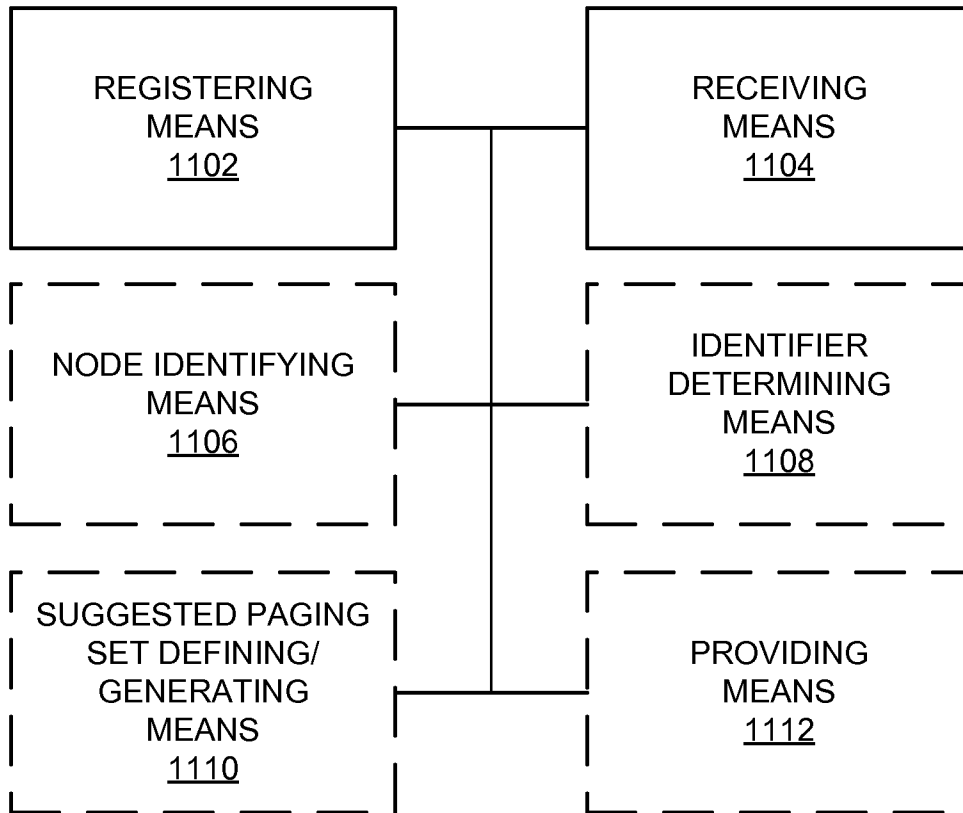 REGISTERING
MEANS
1102
RECEIVING
MEANS
1104
NODE IDENTIFYING
MEANS
1106
IDENTIFIER
DETERMINING
MEANS
1108
SUGGESTED PAGING
SET DEFINING/
GENERATING
MEANS
1110
PROVIDING
MEANS
1112